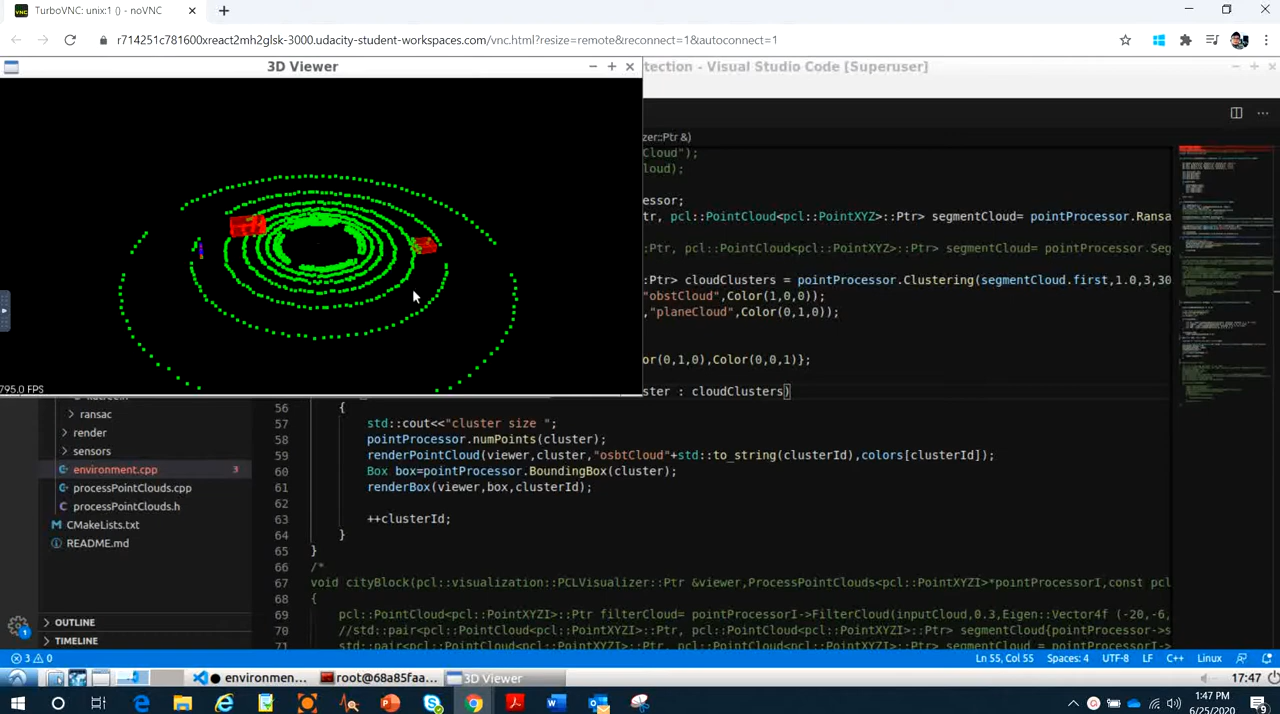 TurboVNC: unix:1 () - noVNC
r714251c781600xreact2mh2glsk-3000.udacity-student-workspaces.com/vnc.html?resize=remote&reconnect=1&autoconnect=1
3D Viewer
tection - Visual Studio Code [Superuser]
zer::Ptr &)
Cloud");
loud);
ssor;
tr, pcl::PointCloud<pcl::PointXYZ>::Ptr> segmentCloud= pointProcessor.Ransa
tr, pcl::PointCloud<pcl::PointXYZ>::Ptr> segmentCloud= pointProcessor.Seg
::Ptr> cloudClusters = pointProcessor.Clustering(segmentCloud.first,1.0,3,30
"obstCloud",Color(1,0,0));
,"planeCloud",Color(0,1,0));
or(0,1,0),Color(0,0,1)};
ster : cloudClusters)
795.0 FPS
56 {
57 std::cout<<"cluster size ";
58 pointProcessor.numPoints(cluster);
59 renderPointCloud(viewer,cluster,"osbtCloud"+std::to_string(clusterId),colors[clusterId]);
60 Box box=pointProcessor.BoundingBox(cluster);
61 renderBox(viewer,box,clusterId);
62
63 ++clusterId;
64 }
65 }
66 /*
67 void cityBlock(pcl::visualization::PCLVisualizer::Ptr &viewer,ProcessPointClouds<pcl::PointXYZI>*pointProcessorI,const pcl
68 {
69 pcl::PointCloud<pcl::PointXYZI>::Ptr filterCloud= pointProcessorI->FilterCloud(inputCloud,0.3,Eigen::Vector4f (-20,-6,
70 //std::pair<pcl::PointCloud<pcl::PointXYZI>::Ptr, pcl::PointCloud<pcl::PointXYZI>::Ptr> segmentCloud{pointProcessor->s
ransac
render
sensors
environment.cpp 3
processPointClouds.cpp
processPointClouds.h
CMakeLists.txt
README.md
OUTLINE
TIMELINE
3 0
Ln 55, Col 55 Spaces: 4 UTF-8 LF C++ Linux
● environmen... root@68a85faa... 3D Viewer 17:47
1:47 PM
6/25/2020